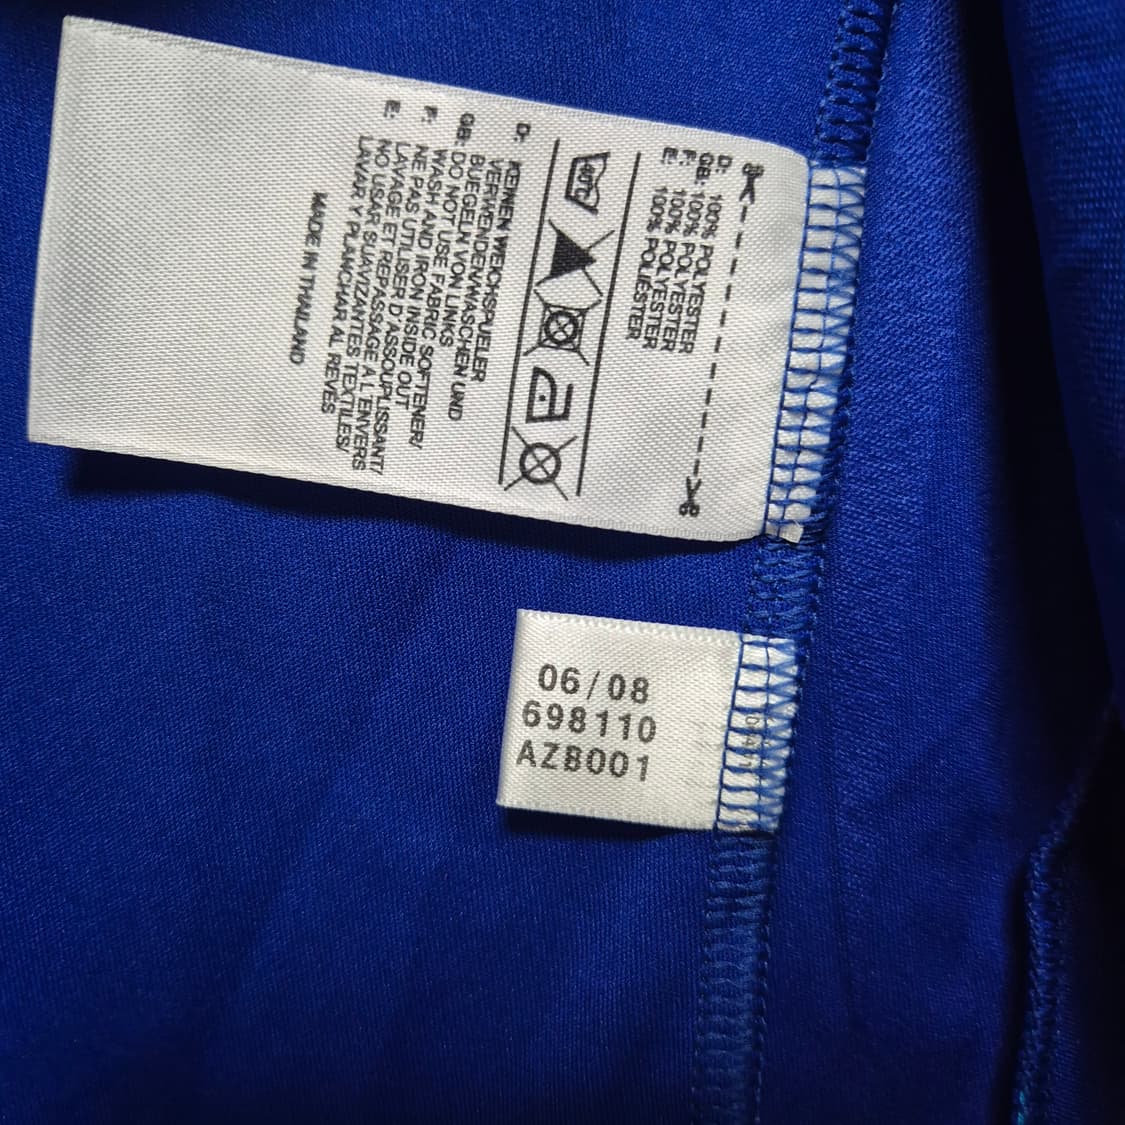 D: 100% POLYESTER
GB: 100% POLYESTER
F: 100% POLYESTER
E: 100% POLIÉSTER
D: KEINEN WEICHSPUELER
VERWENDEN/WASCHEN UND
BUEGELN VON LINKS
GB: DO NOT USE FABRIC SOFTENER/
WASH AND IRON INSIDE OUT
F: NE PAS UTILISER D'ASSOUPLISSANT/
LAVAGE ET REPASSAGE A L'ENVERS
E: NO USAR SUAVIZANTES TEXTILES/
LAVAR Y PLANCHAR AL REVÉS
MADE IN THAILAND
06/08
698110
AZB001